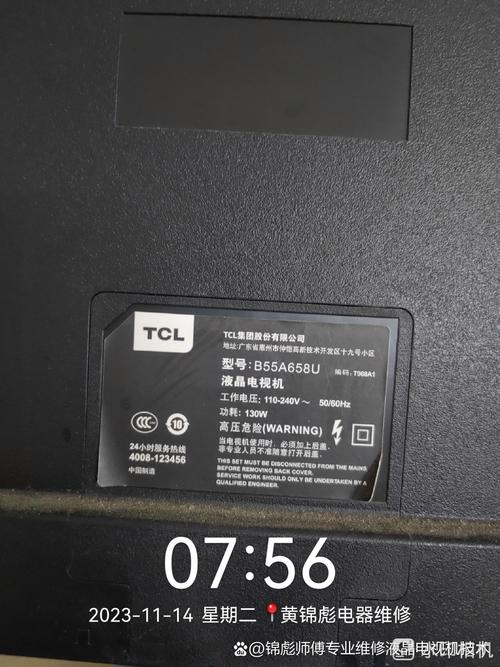 TCL
TCL集团股份有限公司
地址:广东省惠州市仲恺高新技术开发区十九号小区
型号:B55A658U
编码:T968A1
液晶电视机
工作电压: 110-240V～ 50/60Hz
功耗: 130W
高压危险(WARNING)
当电视机使用时,必须加上后盖.
非专业人员不准随意打开后盖.
THIS SET MUST BE DISCONNECTED FROM THE MAINS
BEFORE REMOVING BACK COVER.
SERVICE WORK SHOULD ONLY BE UNDERTAKEN BY A
QUALIFIED ENGINEER.
CCC
10
24小时服务热线
4008-123456
中国制造
07:56
2023-11-14 星期二 黄锦彪电器维修
@锦彪师傅专业维修液晶电视机技术